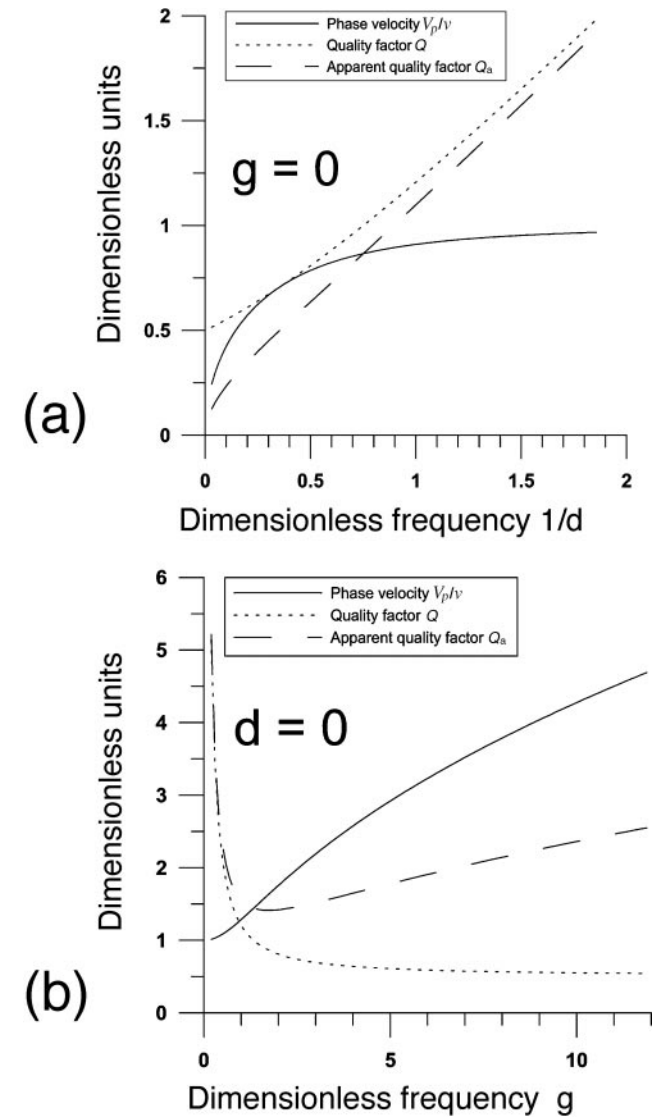 2
1.5
1
0.5
0
Dimensionless units
Phase velocity Vp/v
Quality factor Q
Apparent quality factor Qa
g = 0
(a)
0
0.5
1
1.5
2
Dimensionless frequency 1/d
6
5
4
3
2
1
0
Dimensionless units
Phase velocity Vp/v
Quality factor Q
Apparent quality factor Qa
d = 0
(b)
0
5
10
Dimensionless frequency g